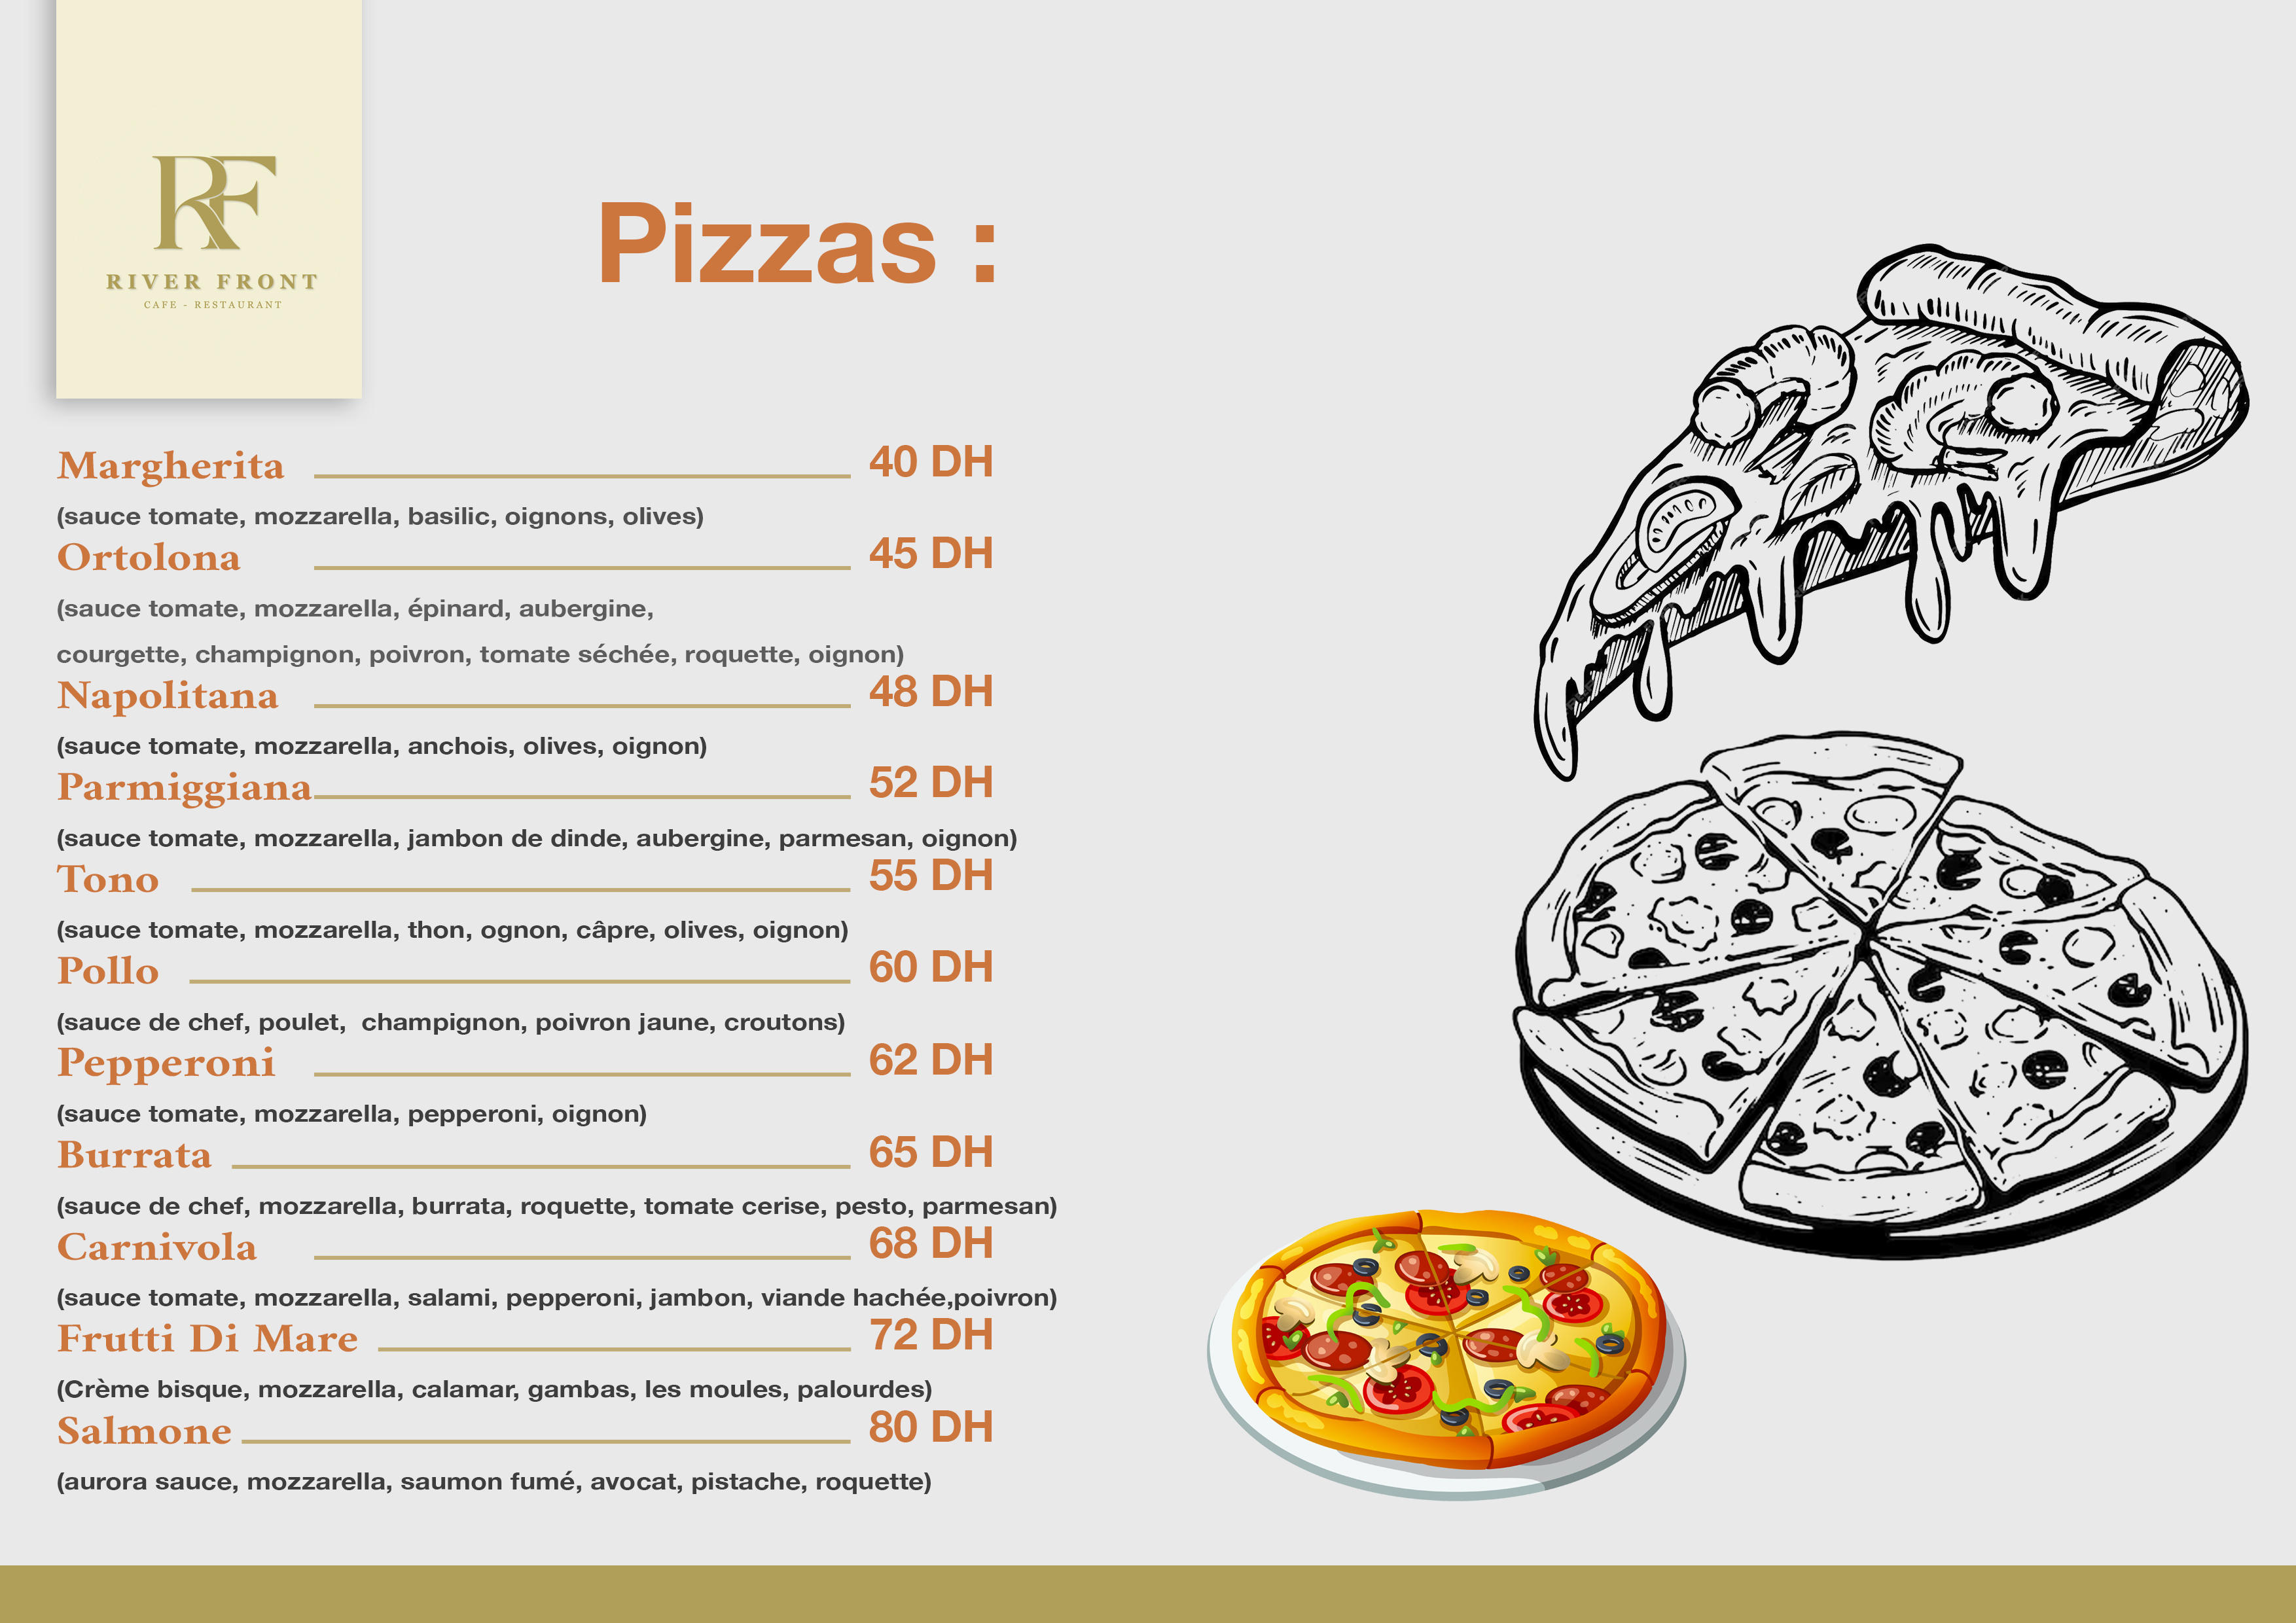 RF
RIVER FRONT
CAFE - RESTAURANT
Pizzas :
Margherita 40 DH
(sauce tomate, mozzarella, basilic, oignons, olives)
Ortolona 45 DH
(sauce tomate, mozzarella, épinard, aubergine,
courgette, champignon, poivron, tomate séchée, roquette, oignon)
Napolitana 48 DH
(sauce tomate, mozzarella, anchois, olives, oignon)
Parmiggiana 52 DH
(sauce tomate, mozzarella, jambon de dinde, aubergine, parmesan, oignon)
Tono 55 DH
(sauce tomate, mozzarella, thon, ognon, câpre, olives, oignon)
Pollo 60 DH
(sauce de chef, poulet,  champignon, poivron jaune, croutons)
Pepperoni 62 DH
(sauce tomate, mozzarella, pepperoni, oignon)
Burrata 65 DH
(sauce de chef, mozzarella, burrata, roquette, tomate cerise, pesto, parmesan)
Carnivola 68 DH
(sauce tomate, mozzarella, salami, pepperoni, jambon, viande hachée,poivron)
Frutti Di Mare 72 DH
(Crème bisque, mozzarella, calamar, gambas, les moules, palourdes)
Salmone 80 DH
(aurora sauce, mozzarella, saumon fumé, avocat, pistache, roquette)